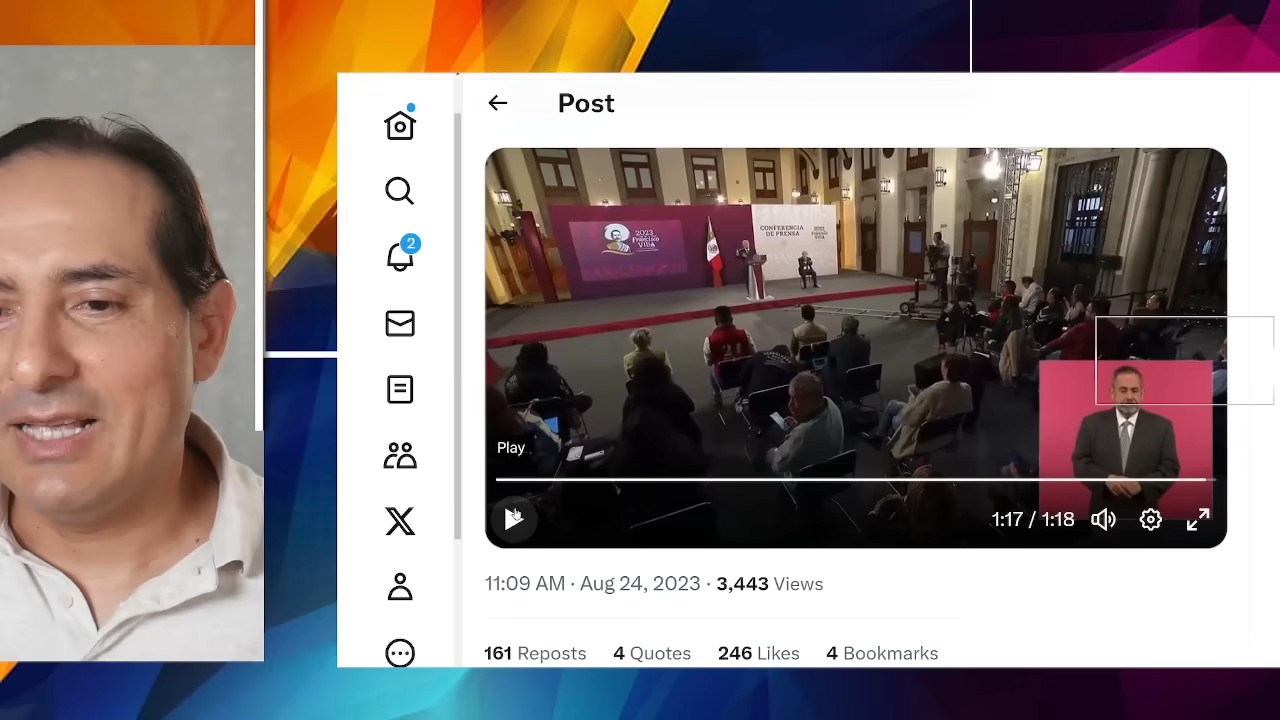 Post
2
2023
Francisco
VILLA
CONFERENCIA
DE PRENSA
2023
Francisco
VILLA
Play
1:17 / 1:18
11:09 AM · Aug 24, 2023 · 3,443 Views
161 Reposts 4 Quotes 246 Likes 4 Bookmarks